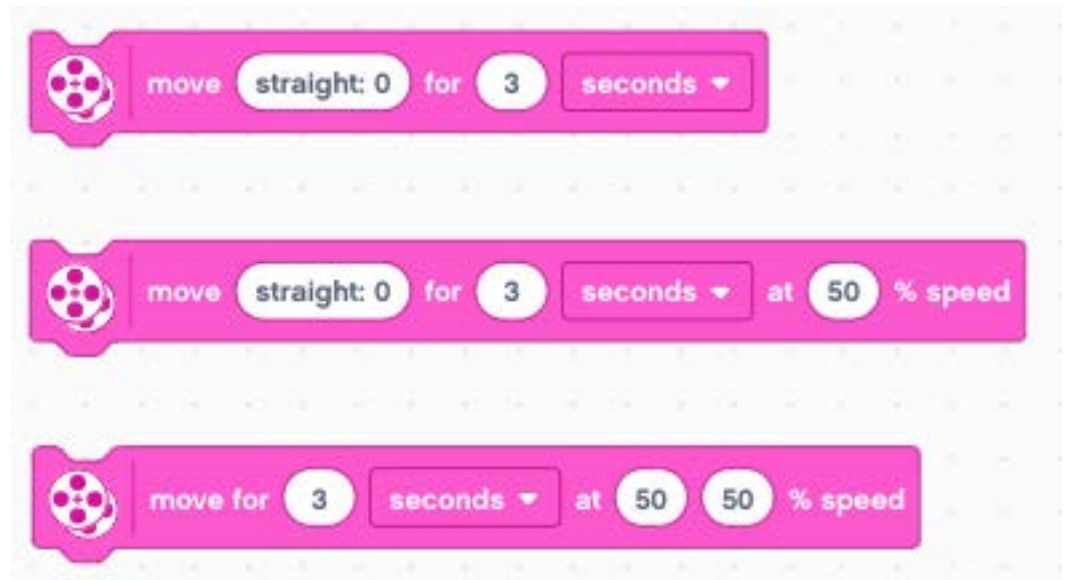 move straight: 0 for 3 seconds
move straight: 0 for 3 seconds at 50 % speed
move for 3 seconds at 50 50 % speed